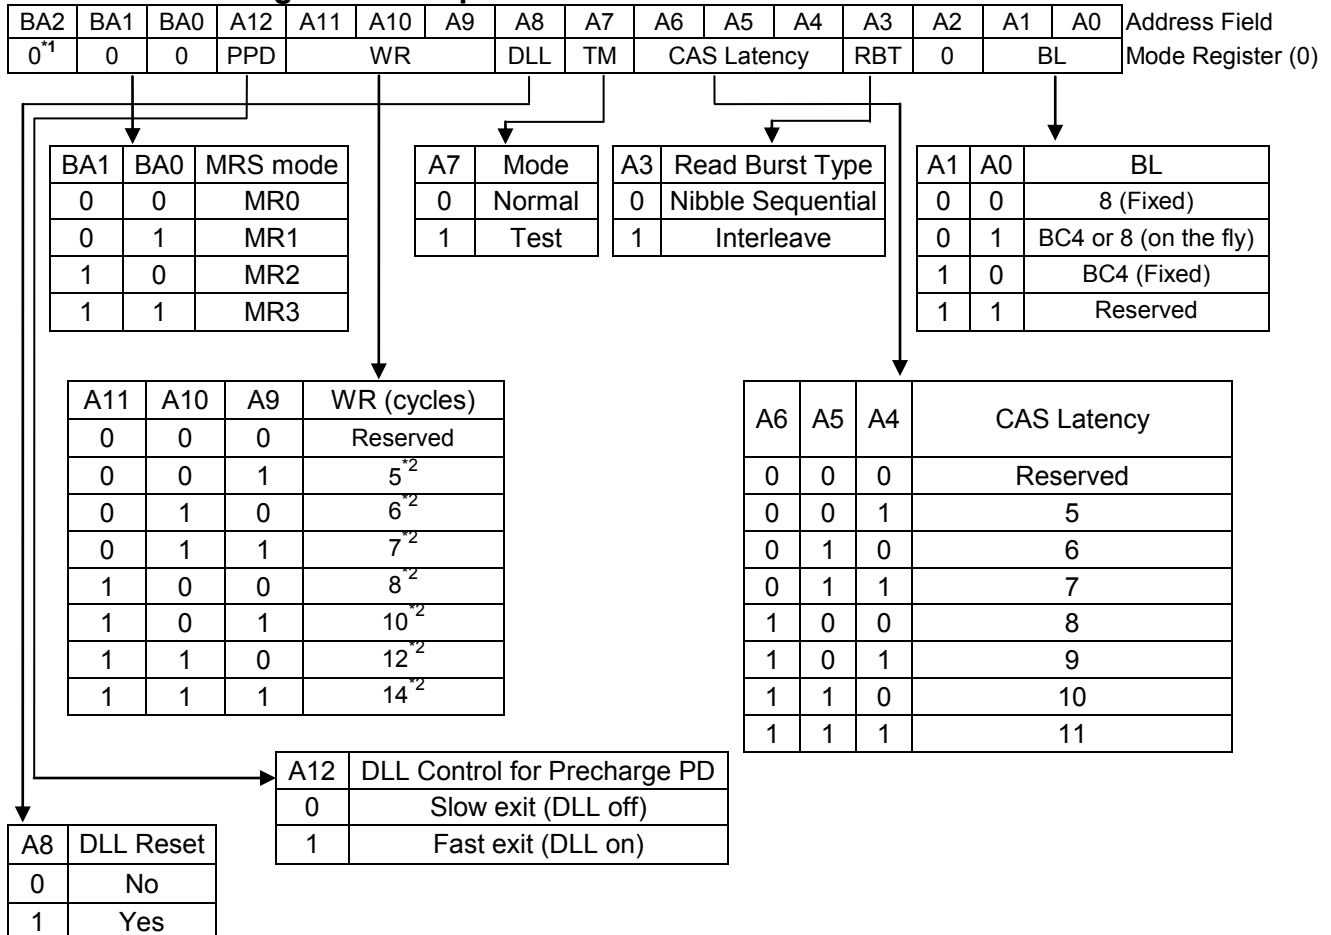 BA2 BA1 BA0 A12 A11 A10 A9 A8 A7 A6 A5 A4 A3 A2 A1 A0 Address Field
0*1 0 0 PPD WR DLL TM CAS Latency RBT 0 BL Mode Register (0)
BA1 BA0 MRS mode
0 0 MR0
0 1 MR1
1 0 MR2
1 1 MR3
A7 Mode
0 Normal
1 Test
A3 Read Burst Type
0 Nibble Sequential
1 Interleave
A1 A0 BL
0 0 8 (Fixed)
0 1 BC4 or 8 (on the fly)
1 0 BC4 (Fixed)
1 1 Reserved
A11 A10 A9 WR (cycles)
0 0 0 Reserved
0 0 1 5*2
0 1 0 6*2
0 1 1 7*2
1 0 0 8*2
1 0 1 10*2
1 1 0 12*2
1 1 1 14*2
A6 A5 A4 CAS Latency
0 0 0 Reserved
0 0 1 5
0 1 0 6
0 1 1 7
1 0 0 8
1 0 1 9
1 1 0 10
1 1 1 11
A12 DLL Control for Precharge PD
0 Slow exit (DLL off)
1 Fast exit (DLL on)
A8 DLL Reset
0 No
1 Yes